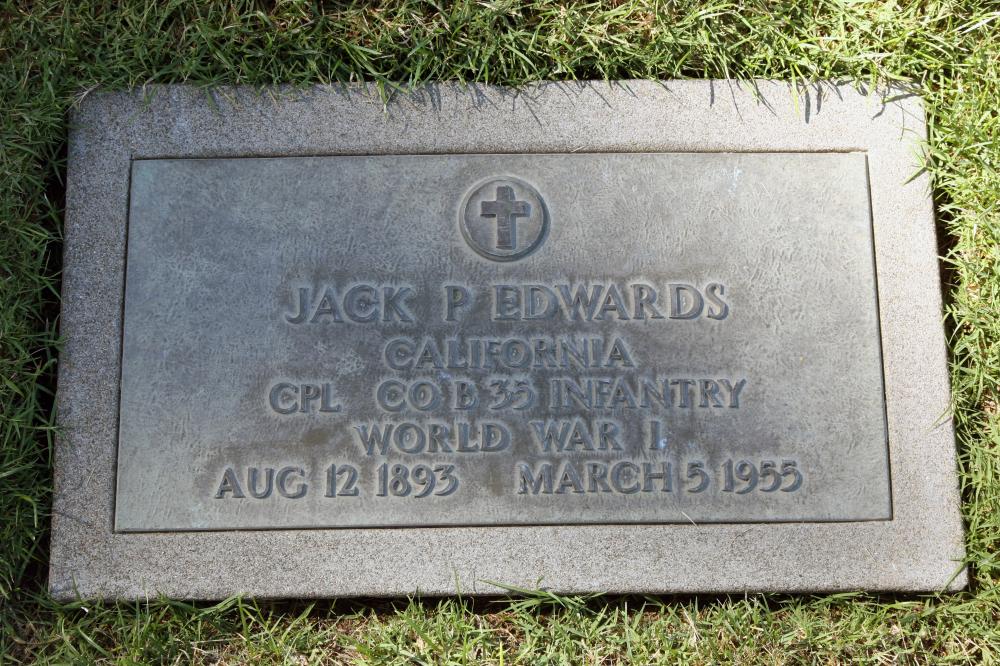 JACK P EDWARDS
CALIFORNIA
CPL CO B 35 INFANTRY
WORLD WAR I
AUG 12 1893 MARCH 5 1955